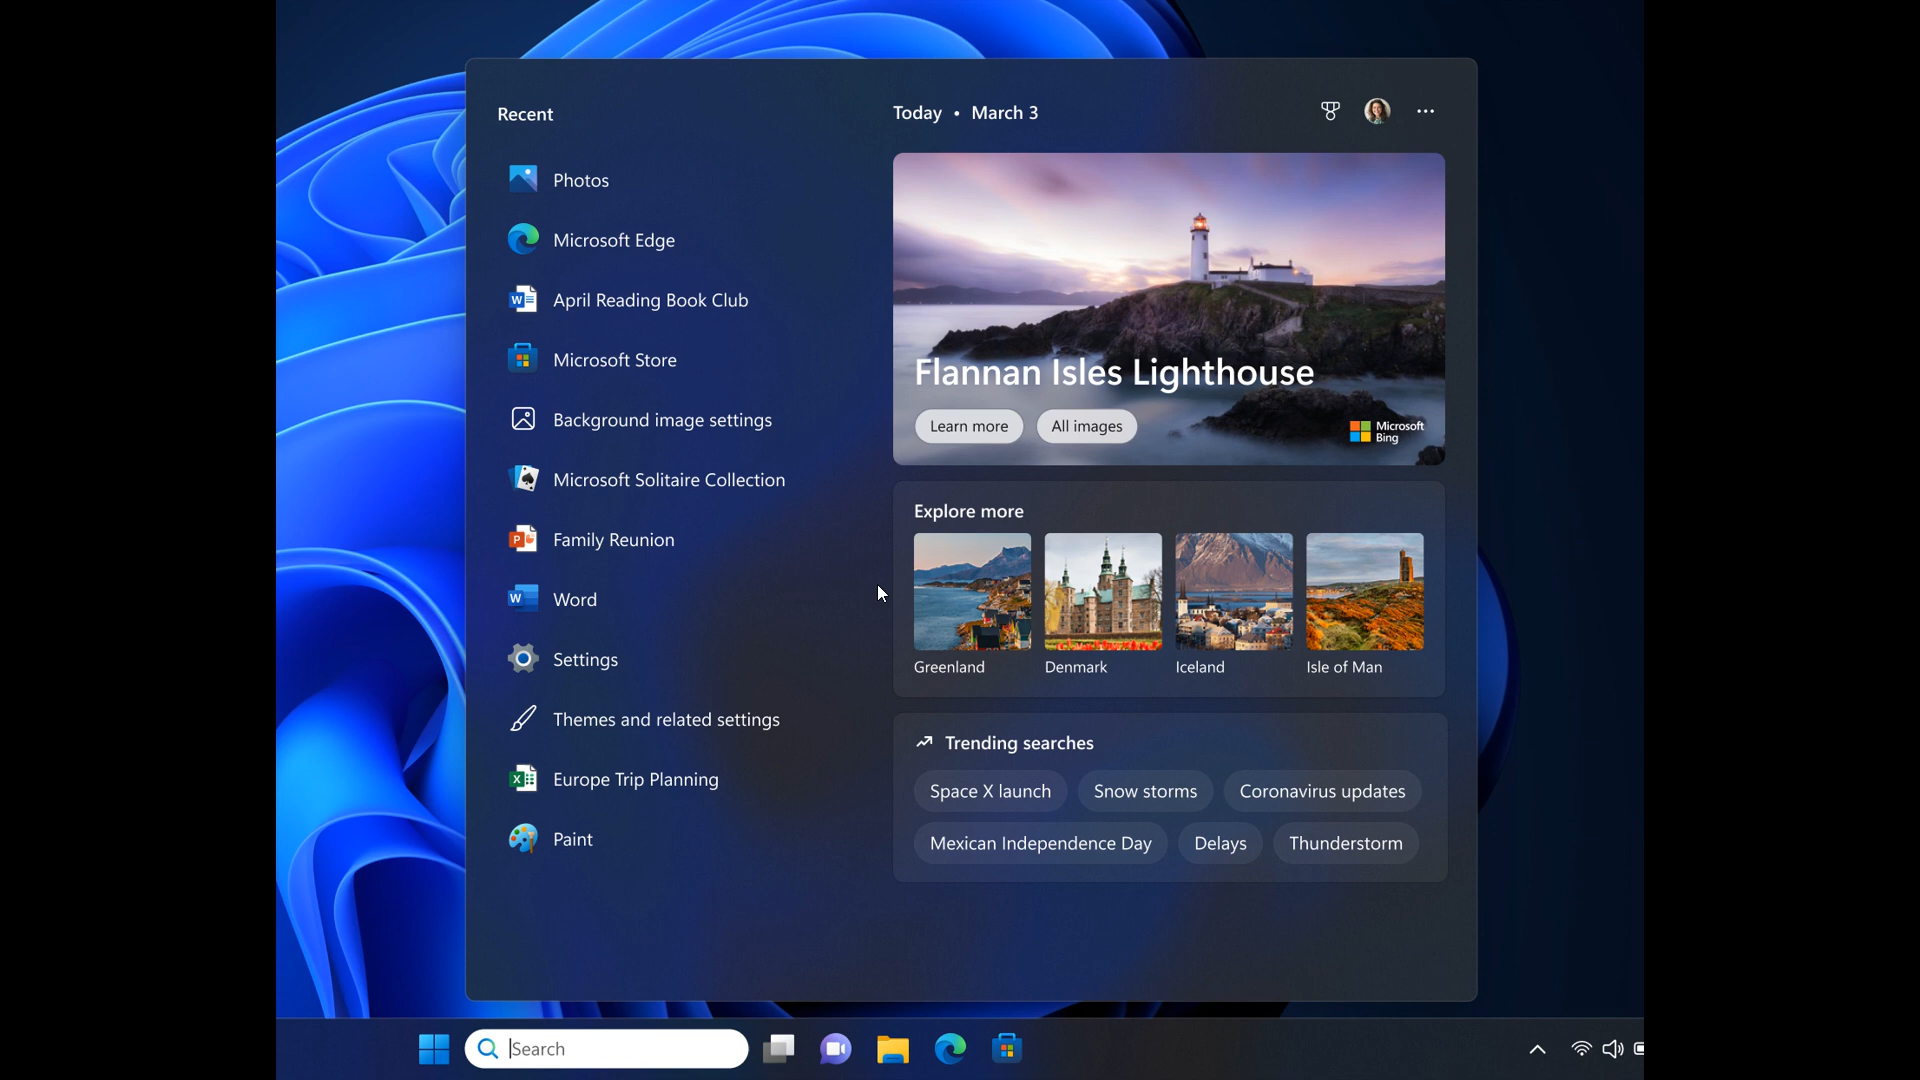 Recent
Photos
Microsoft Edge
April Reading Book Club
Microsoft Store
Background image settings
Microsoft Solitaire Collection
Family Reunion
Word
Settings
Themes and related settings
Europe Trip Planning
Paint
Today • March 3
Flannan Isles Lighthouse
Learn more All images
Microsoft
Bing
Explore more
Greenland Denmark Iceland Isle of Man
Trending searches
Space X launch Snow storms Coronavirus updates
Mexican Independence Day Delays Thunderstorm
Search